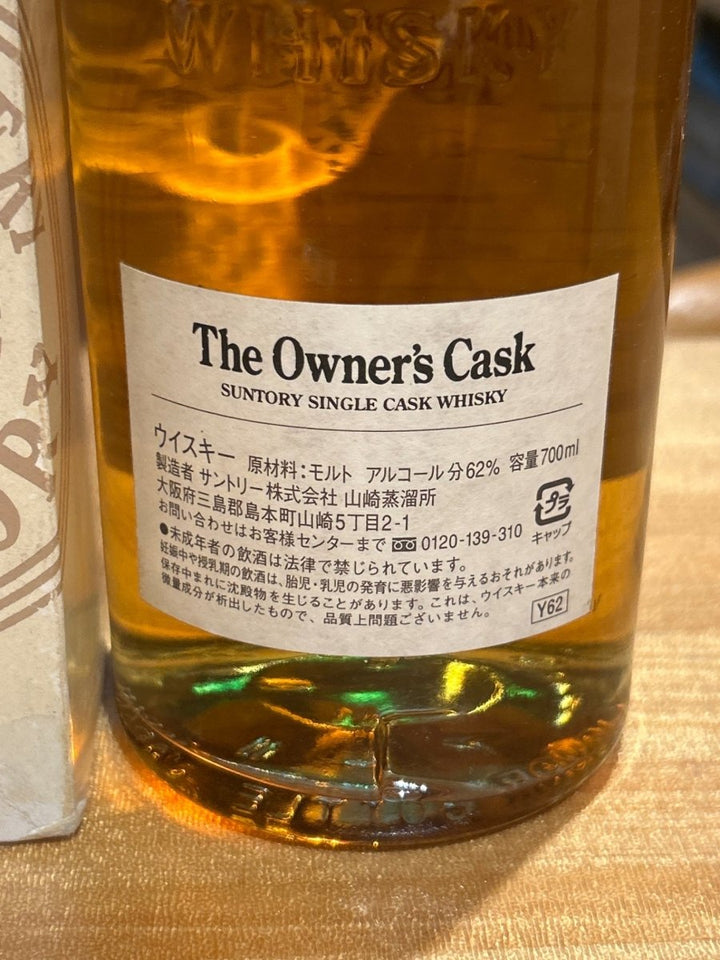 WHISKY
The Owner's Cask
SUNTORY SINGLE CASK WHISKY
ウイスキー 原材料：モルト アルコール分62% 容量700ml
製造者 サントリー株式会社 山崎蒸溜所
大阪府三島郡島本町山崎5丁目2-1
お問い合わせはお客様センターまで 0120-139-310
プラ
キャップ
●未成年者の飲酒は法律で禁じられています。
妊娠中や授乳期の飲酒は、胎児・乳児の発育に悪影響を与えるおそれがあります。
保存中まれに沈殿物を生じることがあります。これは、ウイスキー本来の
微量成分が析出したもので、品質上問題ございません。
Y62